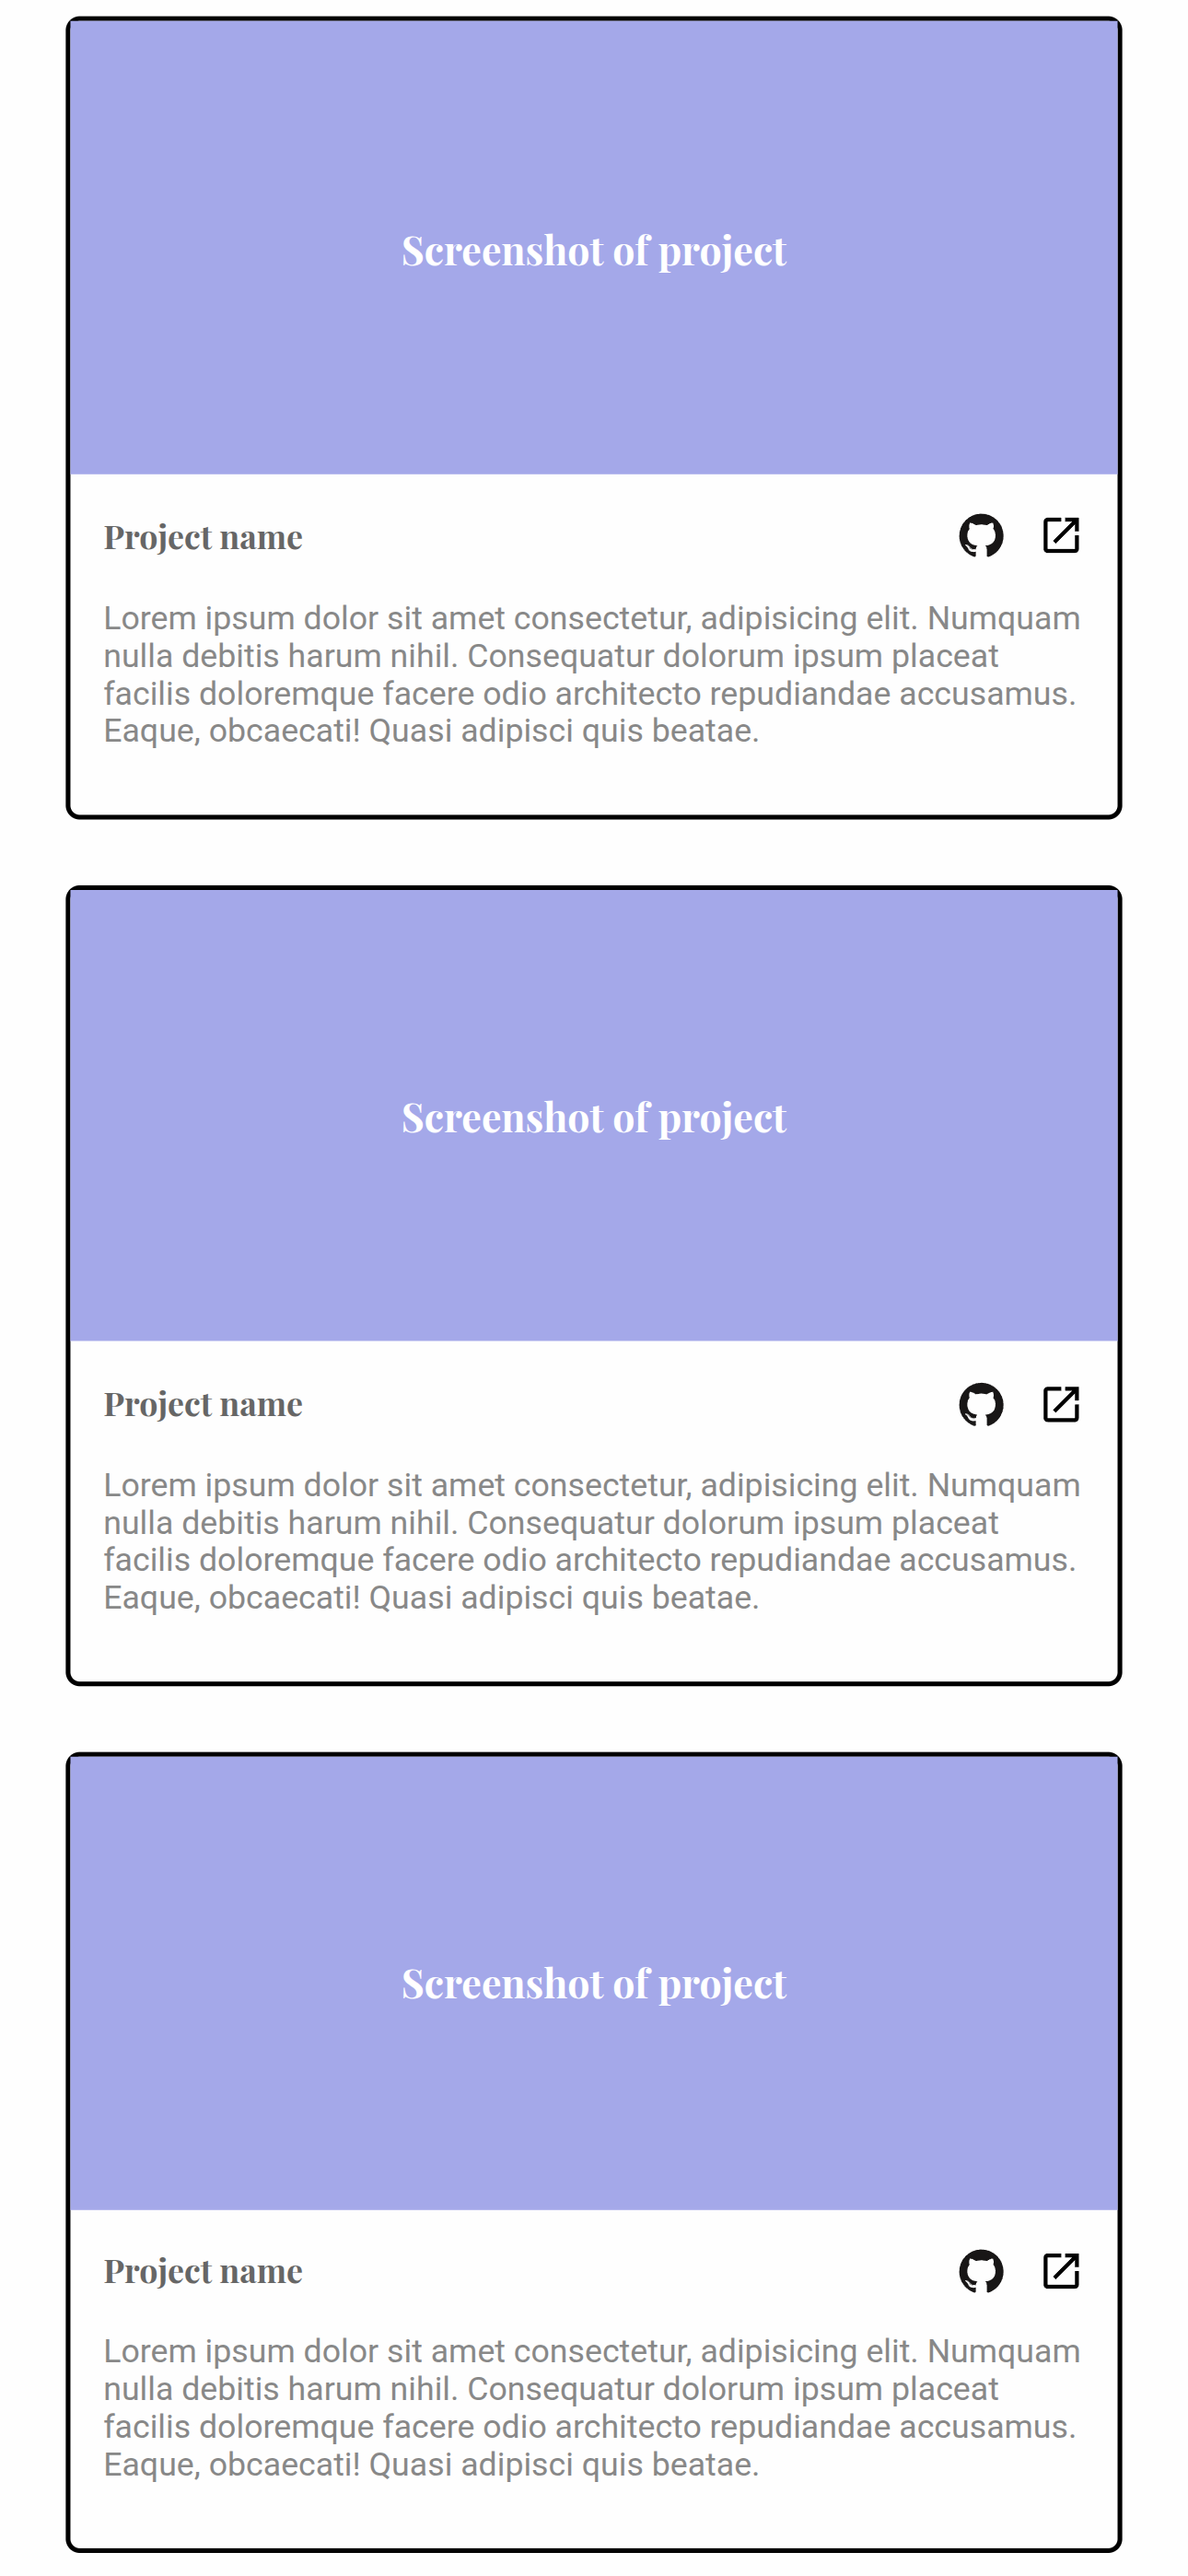 Screenshot of project
Project name
Lorem ipsum dolor sit amet consectetur, adipisicing elit. Numquam
nulla debitis harum nihil. Consequatur dolorum ipsum placeat
facilis doloremque facere odio architecto repudiandae accusamus.
Eaque, obcaecati! Quasi adipisci quis beatae.
Screenshot of project
Project name
Lorem ipsum dolor sit amet consectetur, adipisicing elit. Numquam
nulla debitis harum nihil. Consequatur dolorum ipsum placeat
facilis doloremque facere odio architecto repudiandae accusamus.
Eaque, obcaecati! Quasi adipisci quis beatae.
Screenshot of project
Project name
Lorem ipsum dolor sit amet consectetur, adipisicing elit. Numquam
nulla debitis harum nihil. Consequatur dolorum ipsum placeat
facilis doloremque facere odio architecto repudiandae accusamus.
Eaque, obcaecati! Quasi adipisci quis beatae.